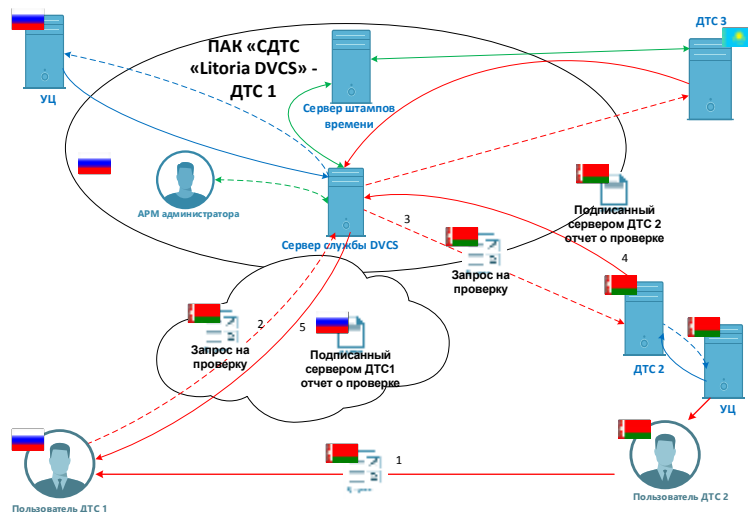 ПАК «СДТС
«Litoria DVCS» -
ДТС 1
ДТС 3
УЦ
Сервер штампов
времени
АРМ администратора
Сервер службы DVCS
3
Запрос на
проверку
Подписанный
сервером ДТС 2
отчет о проверке
4
2
5
Запрос на
проверку
Подписанный
сервером ДТС1
отчет о проверке
ДТС 2
УЦ
1
Пользователь ДТС 1
Пользователь ДТС 2